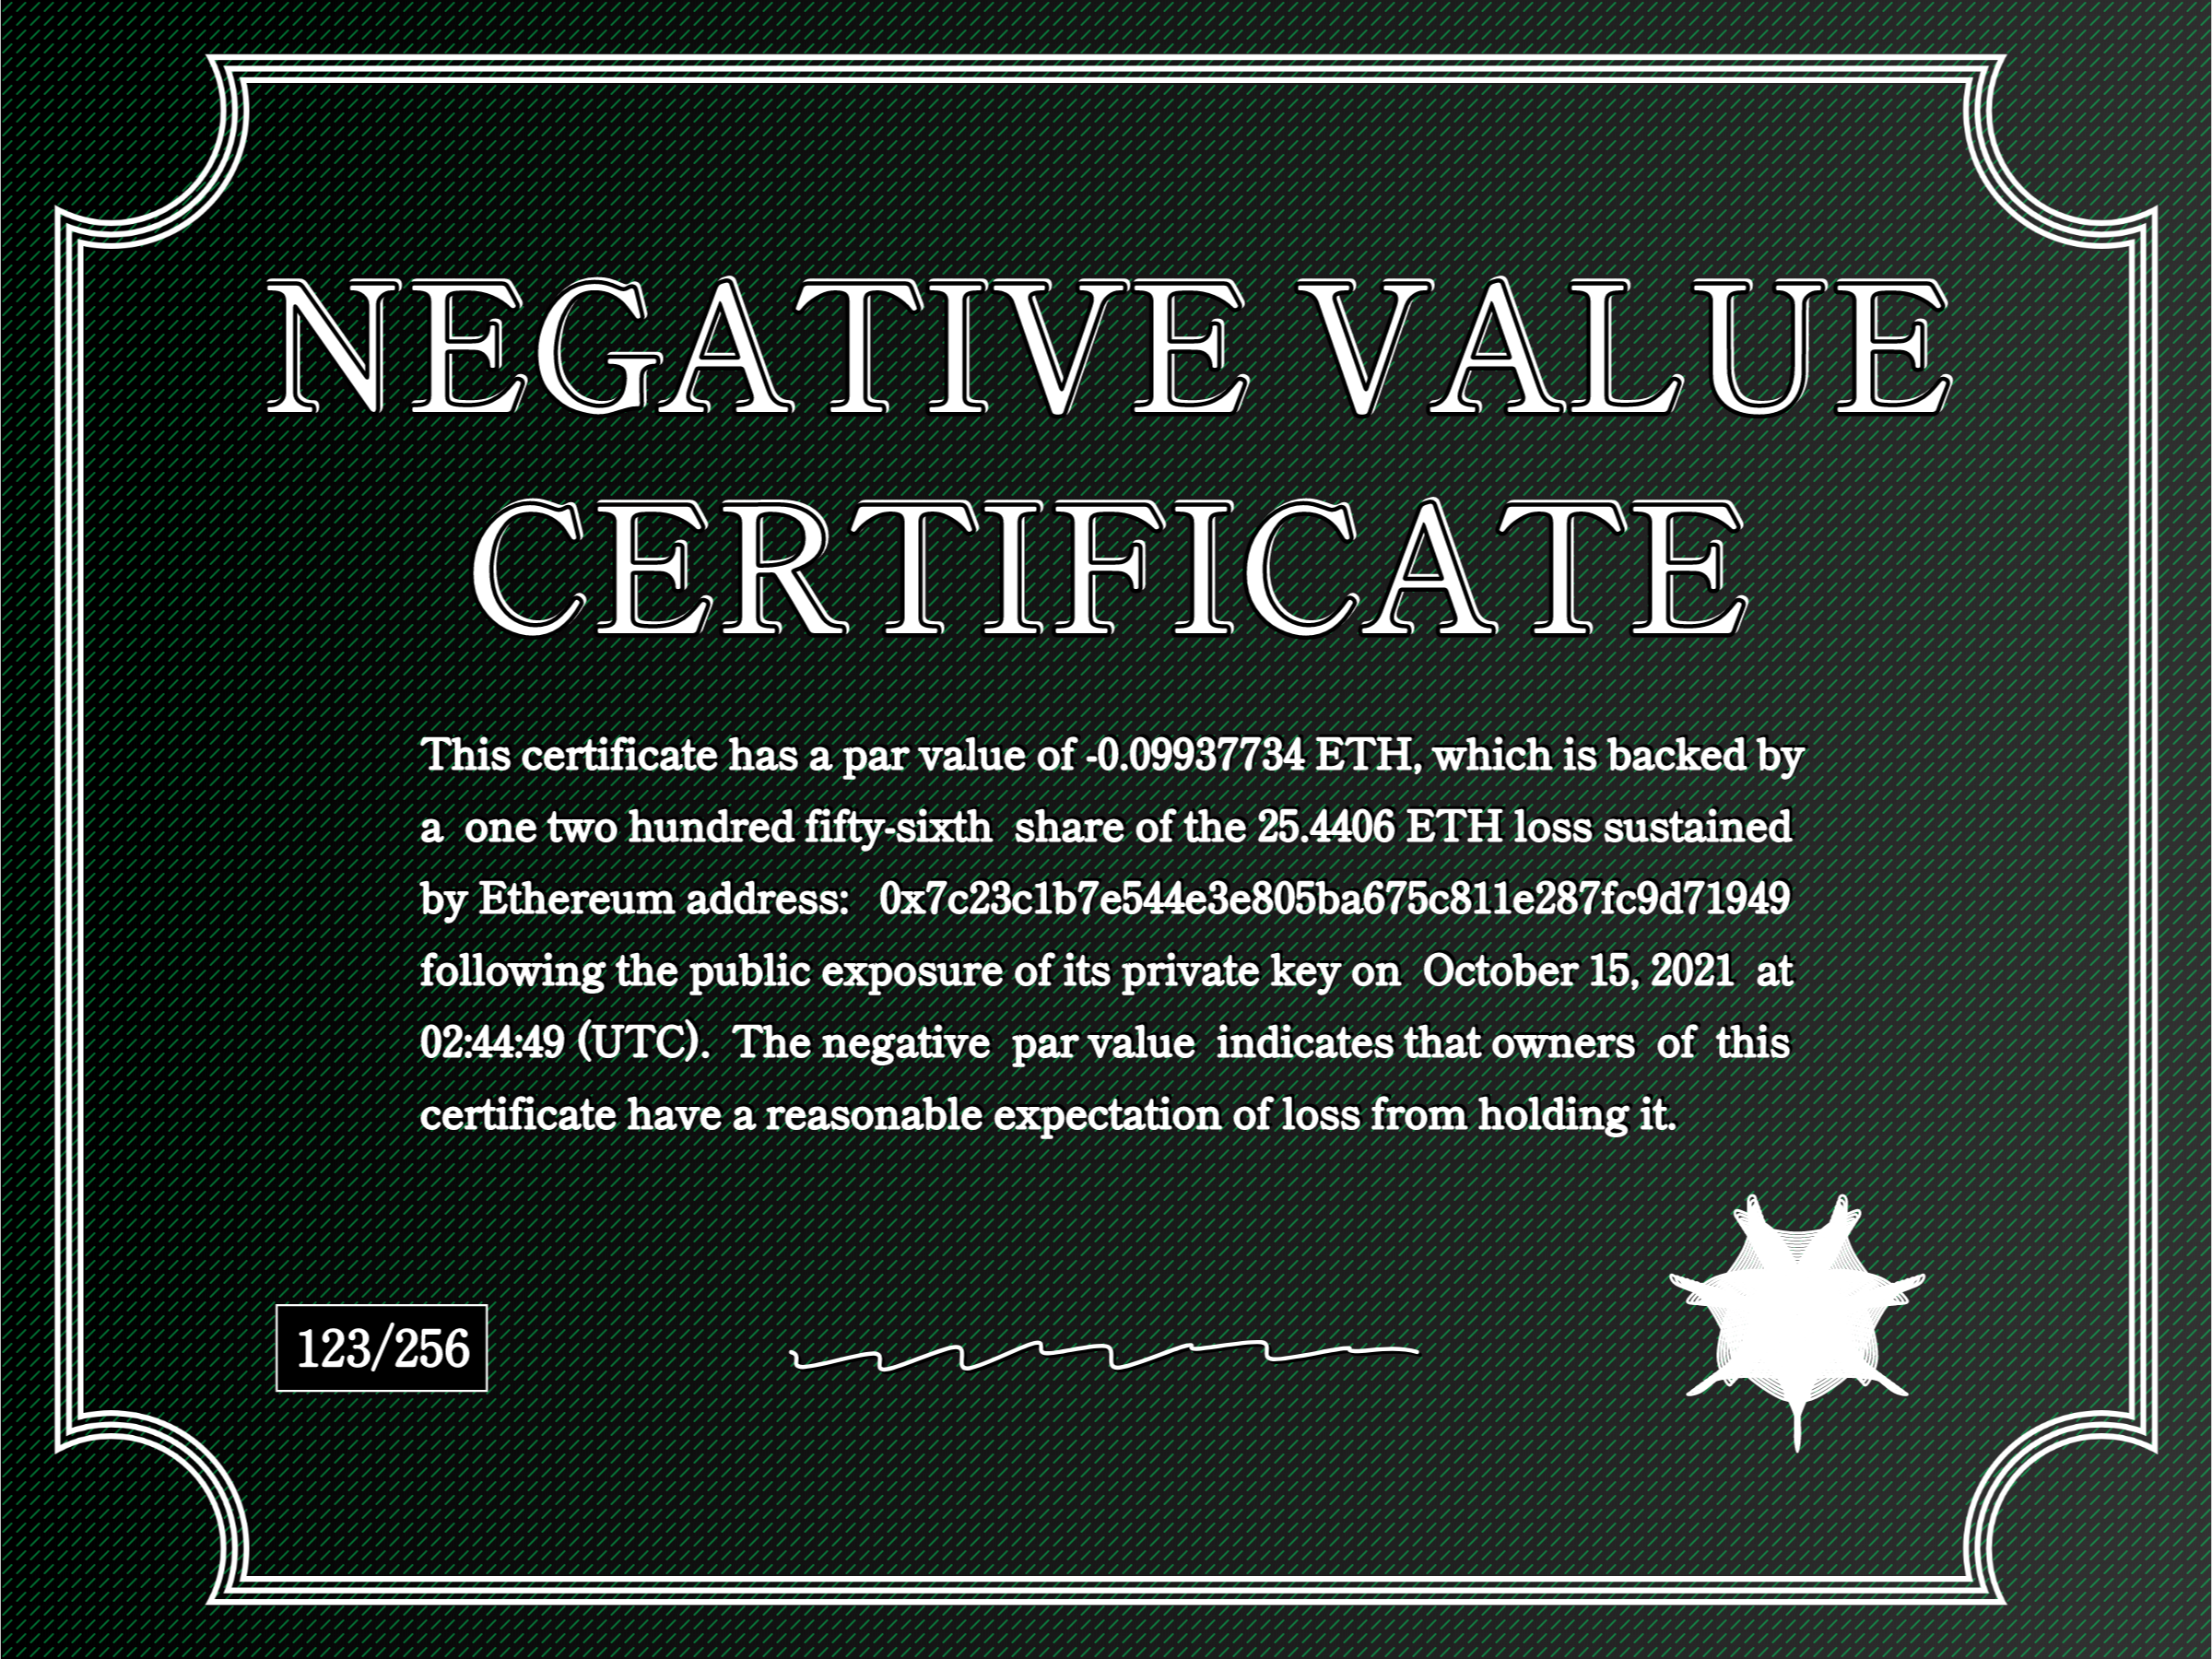 NEGATIVE VALUE
CERTIFICATE
This certificate has a par value of -0.09937734 ETH, which is backed by
a one two hundred fifty-sixth share of the 25.4406 ETH loss sustained
by Ethereum address: 0x7c23c1b7e544e3e805ba675c811e287fc9d71949
following the public exposure of its private key on October 15, 2021 at
02:44:49 (UTC). The negative par value indicates that owners of this
certificate have a reasonable expectation of loss from holding it.
123/256